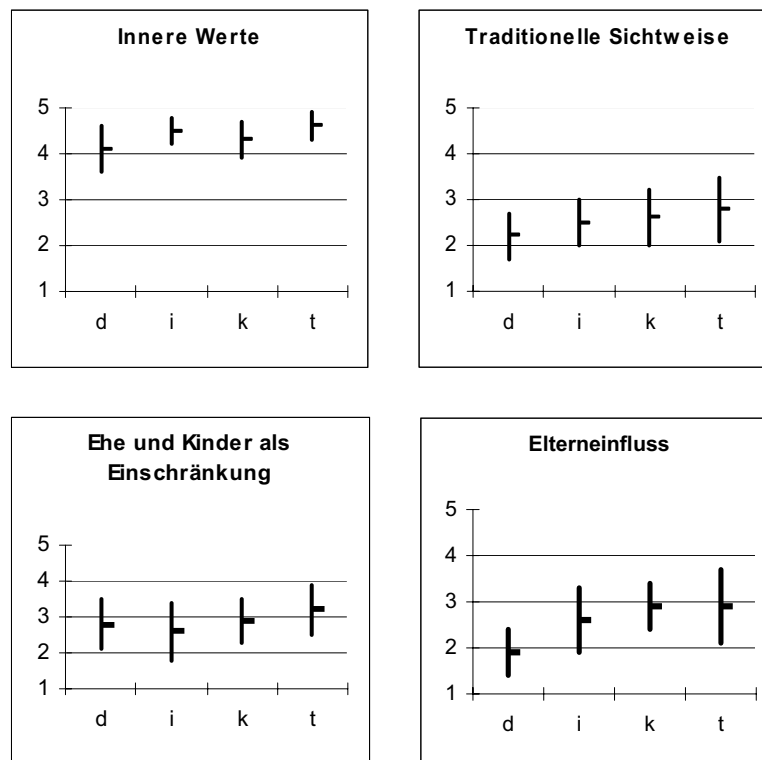 Innere Werte
5
4
3
2
1
d i k t
Traditionelle Sichtweise
5
4
3
2
1
d i k t
Ehe und Kinder als
Einschränkung
5
4
3
2
1
d i k t
Elterneinfluss
5
4
3
2
1
d i k t